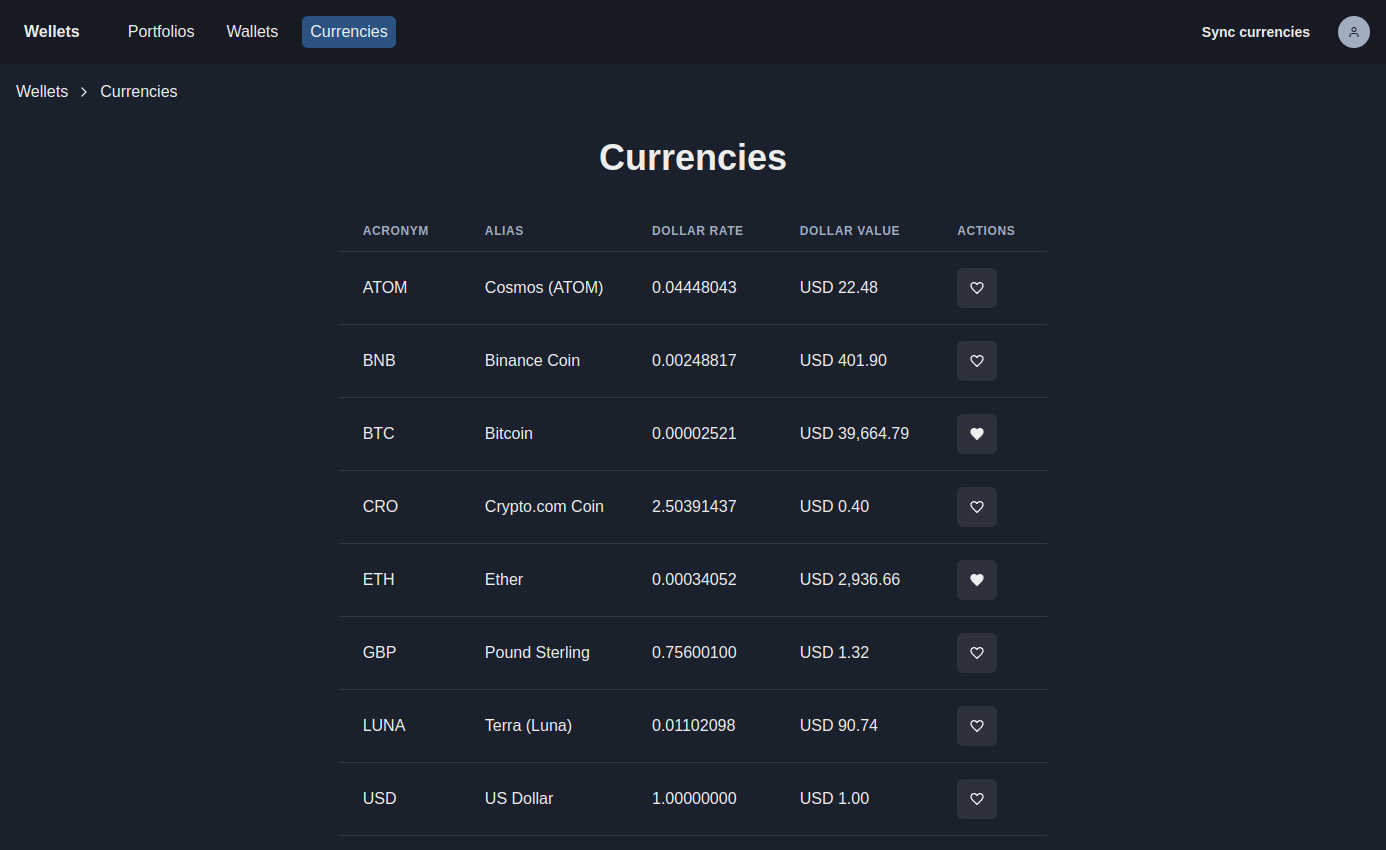 Wellets Portfolios Wallets Currencies Sync currencies
Wellets Currencies
Currencies
ACRONYM ALIAS DOLLAR RATE DOLLAR VALUE ACTIONS
ATOM Cosmos (ATOM) 0.04448043 USD 22.48
BNB Binance Coin 0.00248817 USD 401.90
BTC Bitcoin 0.00002521 USD 39,664.79
CRO Crypto.com Coin 2.50391437 USD 0.40
ETH Ether 0.00034052 USD 2,936.66
GBP Pound Sterling 0.75600100 USD 1.32
LUNA Terra (Luna) 0.01102098 USD 90.74
USD US Dollar 1.00000000 USD 1.00